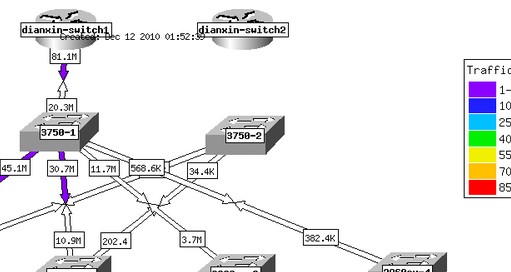 dianxin-switch1
dianxin-switch2
Created: Dec 12 2010 01:52:39
81.1M
Traffic
20.3M
1-
10
25
40
55
70
85
3750-1
3750-2
45.1M
30.7M
11.7M
568.6K
34.4K
10.9M
202.4
3.7M
382.4K